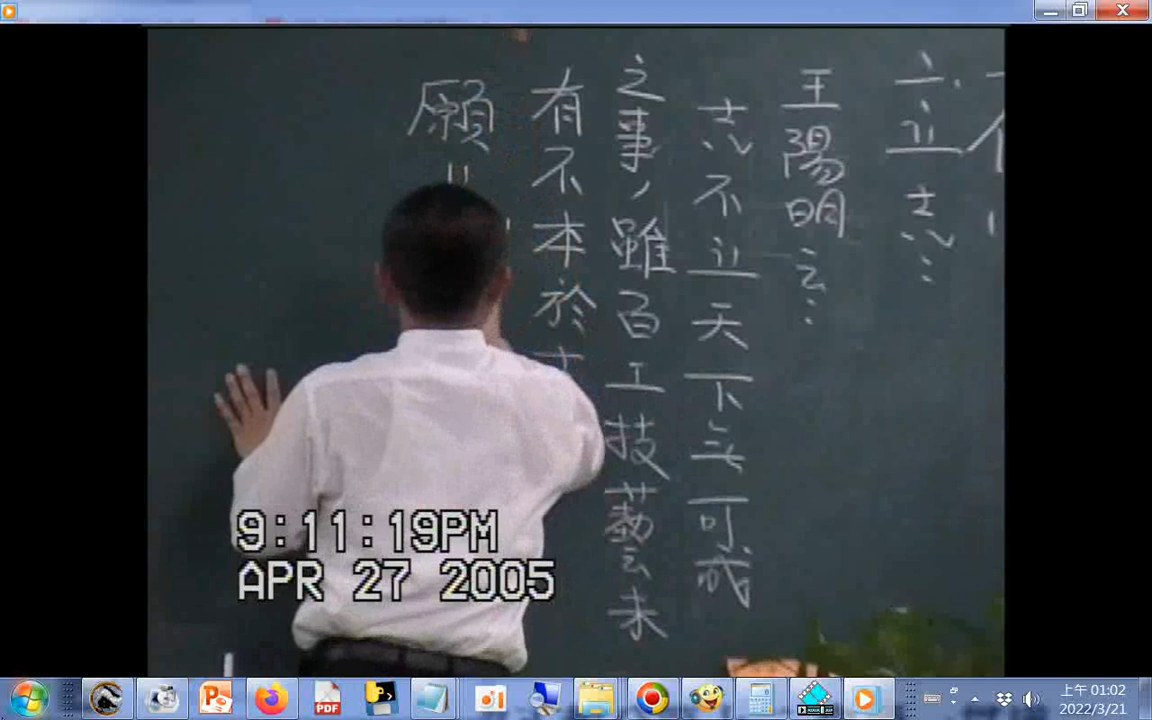 六.立志：
王陽明云：
志不立天下無可成
之事，雖百工技藝未
有不本於
願
9:11:19PM
APR 27 2005
上午 01:02
2022/3/21